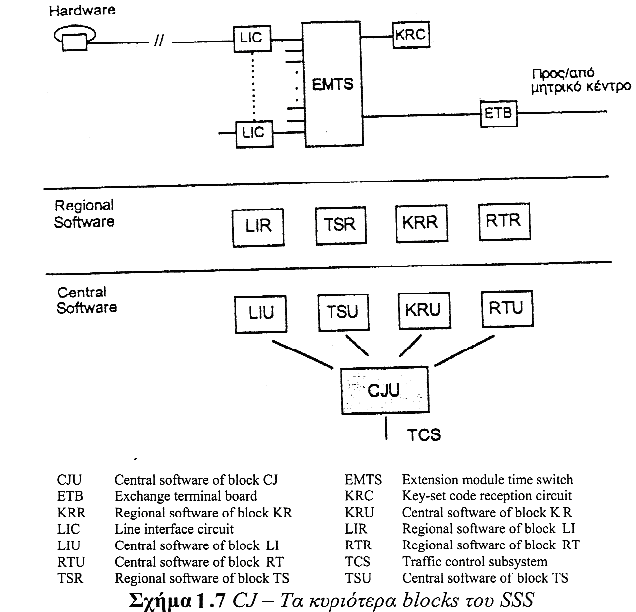 Hardware
//
LIC
KRC
EMTS
Προς/από
μητρικό κέντρο
ETB
LIC
Regional
Software
LIR
TSR
KRR
RTR
Central
Software
LIU
TSU
KRU
RTU
CJU
TCS
CJU Central software of block CJ
ETB Exchange terminal board
KRR Regional software of block KR
LIC Line interface circuit
LIU Central software of block LI
RTU Central software of block RT
TSR Regional software of block TS
EMTS Extension module time switch
KRC Key-set code reception circuit
KRU Central software of block KR
LIR Regional software of block LI
RTR Regional software of block RT
TCS Traffic control subsystem
TSU Central software of block TS
Σχήμα 1.7 CJ – Τα κυριότερα blocks του SSS